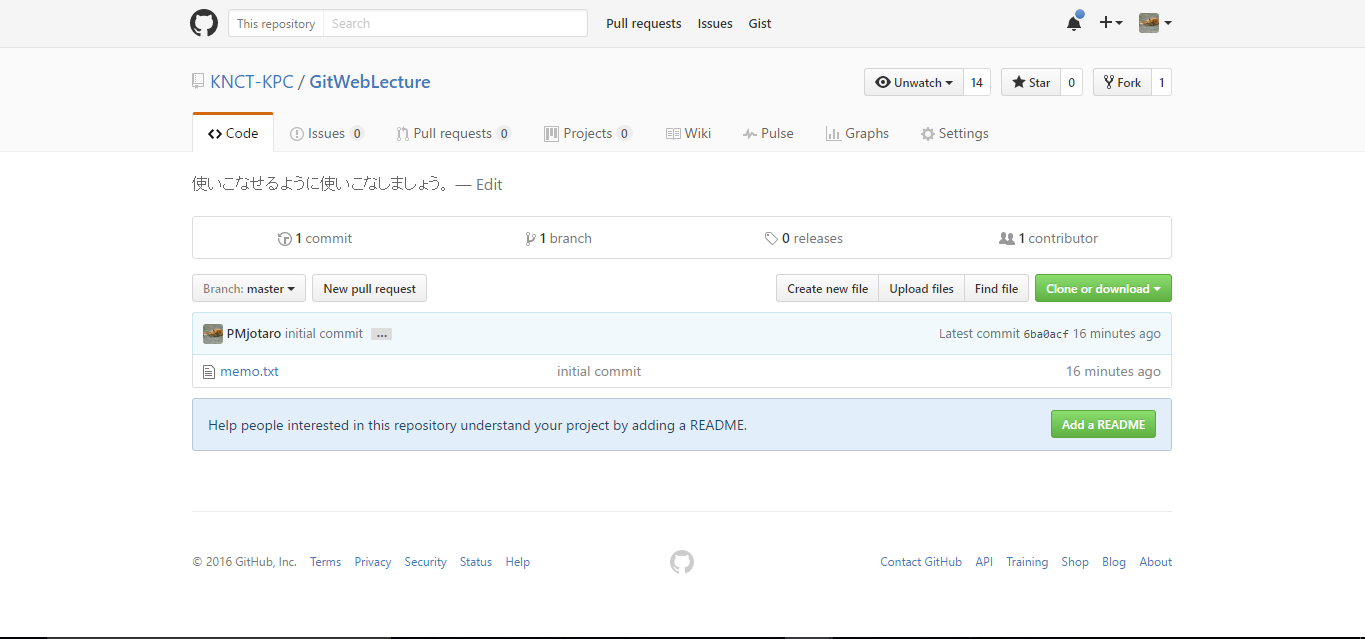 This repository Search Pull requests Issues Gist
KNCT-KPC / GitWebLecture Unwatch 14 Star 0 Fork 1
Code Issues 0 Pull requests 0 Projects 0 Wiki Pulse Graphs Settings
使いこなせるように使いこなしましょう。 — Edit
1 commit 1 branch 0 releases 1 contributor
Branch: master New pull request Create new file Upload files Find file Clone or download
PMjotaro initial commit … Latest commit 6ba0acf 16 minutes ago
memo.txt initial commit 16 minutes ago
Help people interested in this repository understand your project by adding a README. Add a README
© 2016 GitHub, Inc. Terms Privacy Security Status Help Contact GitHub API Training Shop Blog About